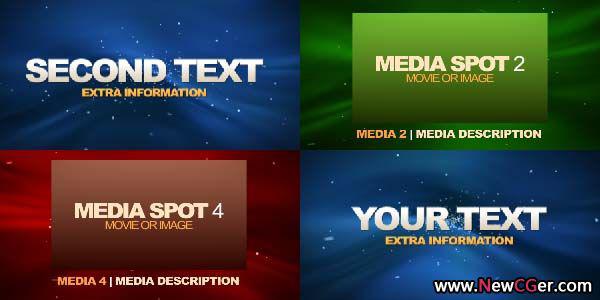 SECOND TEXT
EXTRA INFORMATION
MEDIA SPOT 2
MOVIE OR IMAGE
MEDIA 2 | MEDIA DESCRIPTION
MEDIA SPOT 4
MOVIE OR IMAGE
MEDIA 4 | MEDIA DESCRIPTION
YOUR TEXT
EXTRA INFORMATION
www.NewCGer.com